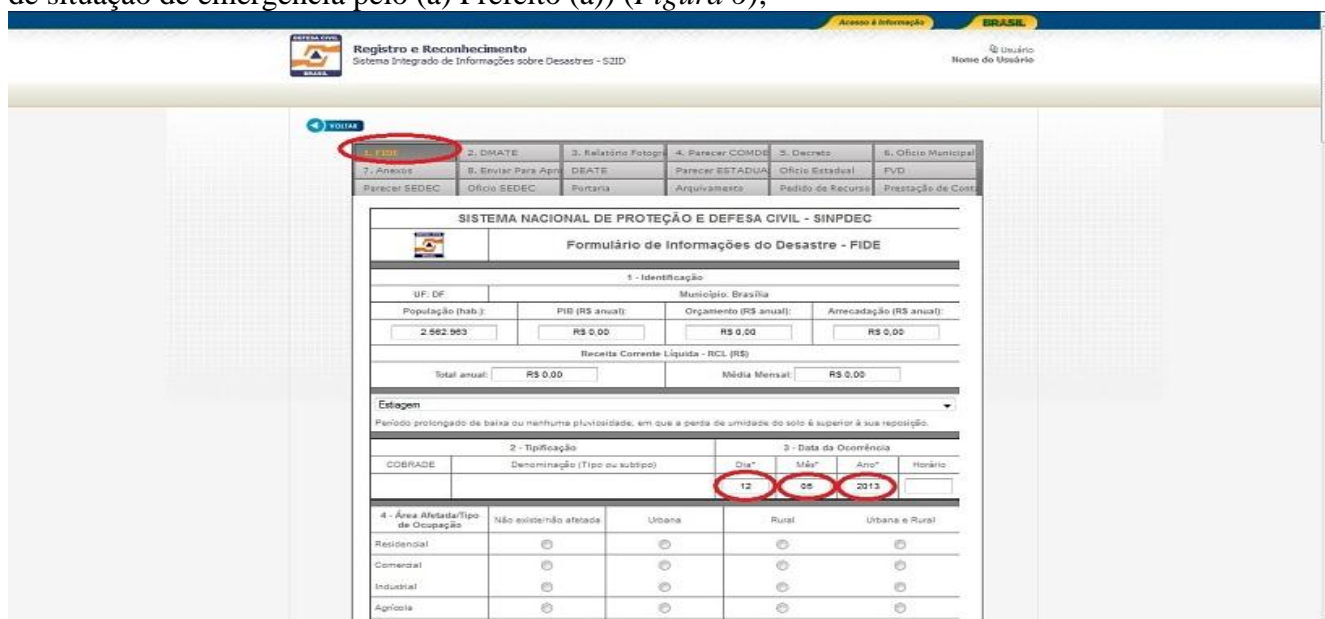 de situação de emergência pelo (a) Prefeito (a)) (Figura 6);
Acesso à Informação BRASIL
DEFESA CIVIL
BRASIL
Registro e Reconhecimento
Sistema Integrado de Informações sobre Desastres - S2ID
Usuário
Nome do Usuário
VOLTAR
1. FIDE 2. DMATE 3. Relatório Fotogr 4. Parecer COMDE 5. Decreto 6. Ofício Municipal
7. Anexos 8. Enviar Para Apr DEATE Parecer ESTADUA Ofício Estadual FVD
Parecer SEDEC Ofício SEDEC Portaria Arquivamento Pedido de Recurso Prestação de Conta
SISTEMA NACIONAL DE PROTEÇÃO E DEFESA CIVIL - SINPDEC
Formulário de Informações do Desastre - FIDE
1 - Identificação
UF: DF Município: Brasília
População (hab.): PIB (R$ anual): Orçamento (R$ anual): Arrecadação (R$ anual):
2.562.963 R$ 0,00 R$ 0,00 R$ 0,00
Receita Corrente Líquida - RCL (R$)
Total anual: R$ 0,00 Média Mensal: R$ 0,00
Estiagem
Período prolongado de baixa ou nenhuma pluviosidade, em que a perda de umidade do solo é superior à sua reposição.
2 - Tipificação 3 - Data da Ocorrência
COBRADE Denominação (Tipo ou subtipo) Dia* Mês* Ano* Horário
12 05 2013
4 - Área Afetada/Tipo de Ocupação Não existe/não afetada Urbana Rural Urbana e Rural
Residencial
Comercial
Industrial
Agrícola